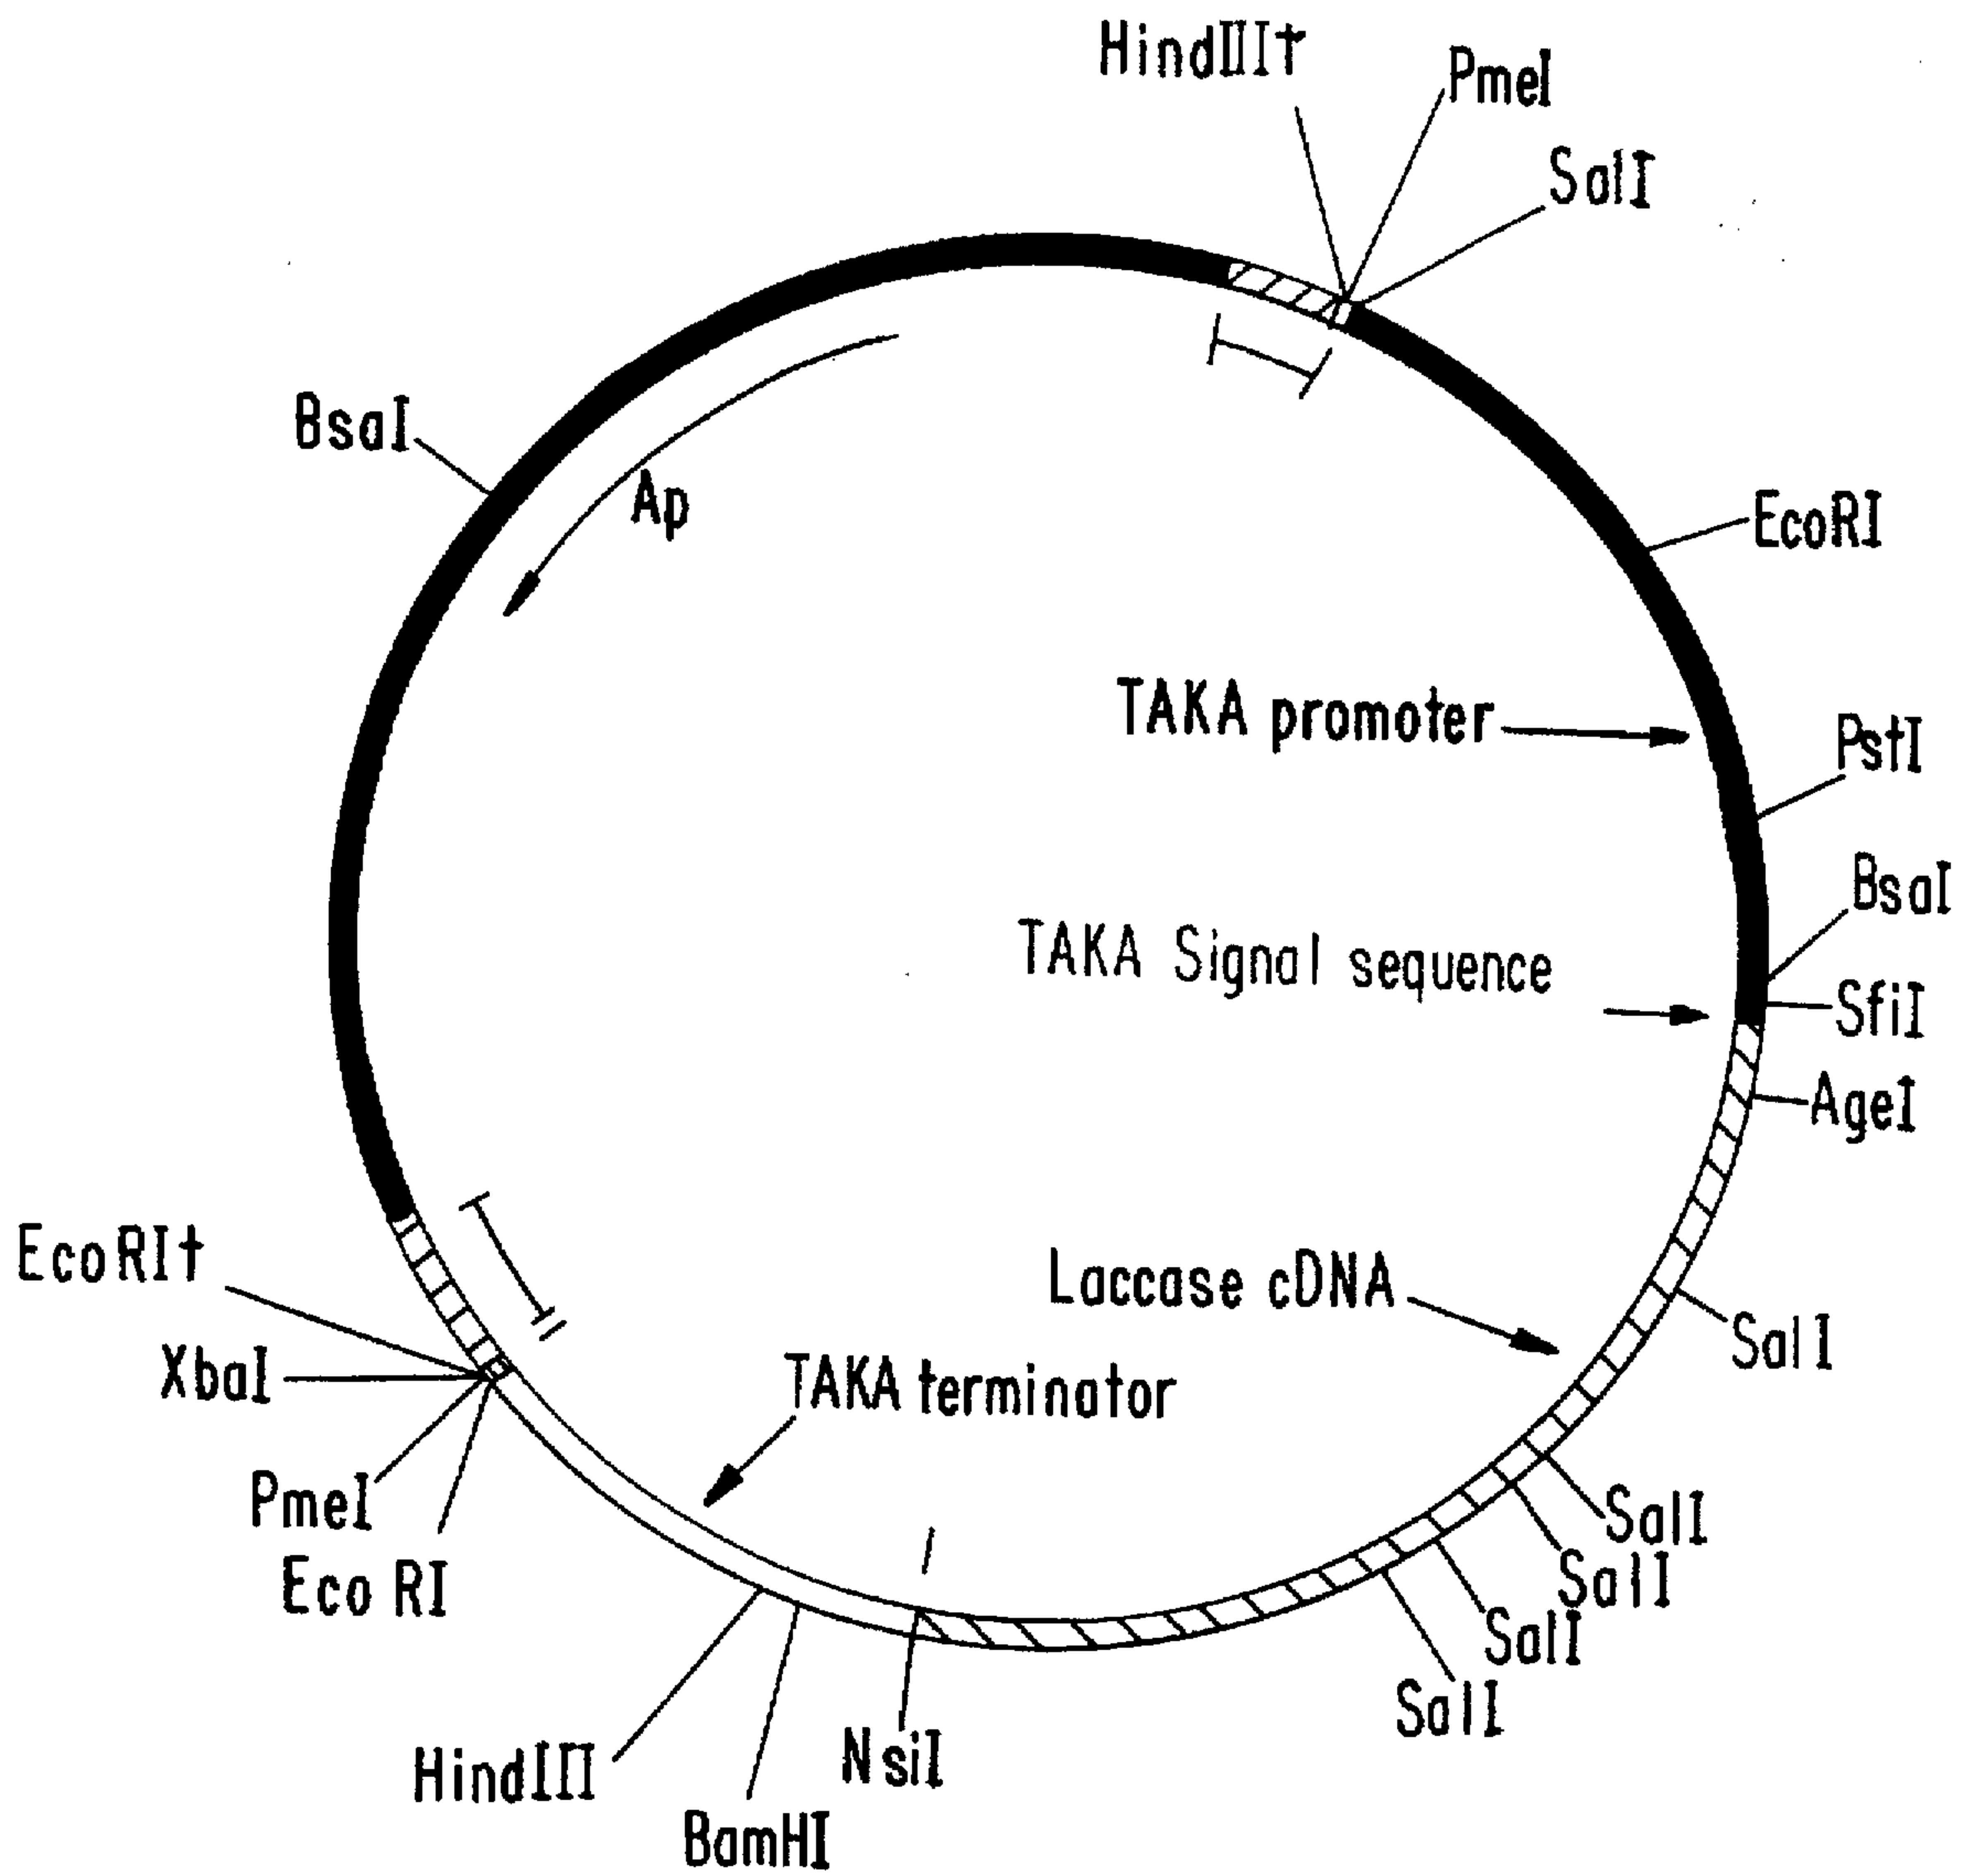 HindIII†
PmeI
SalI
BsaI
Ap
EcoRI
TAKA promoter
PstI
BsaI
TAKA Signal sequence
SfiI
AgeI
EcoRI†
Laccase cDNA
SalI
XbaI
TAKA terminator
PmeI
SalI
Eco RI
SalI
SalI
SalI
NsiI
HindIII
BamHI